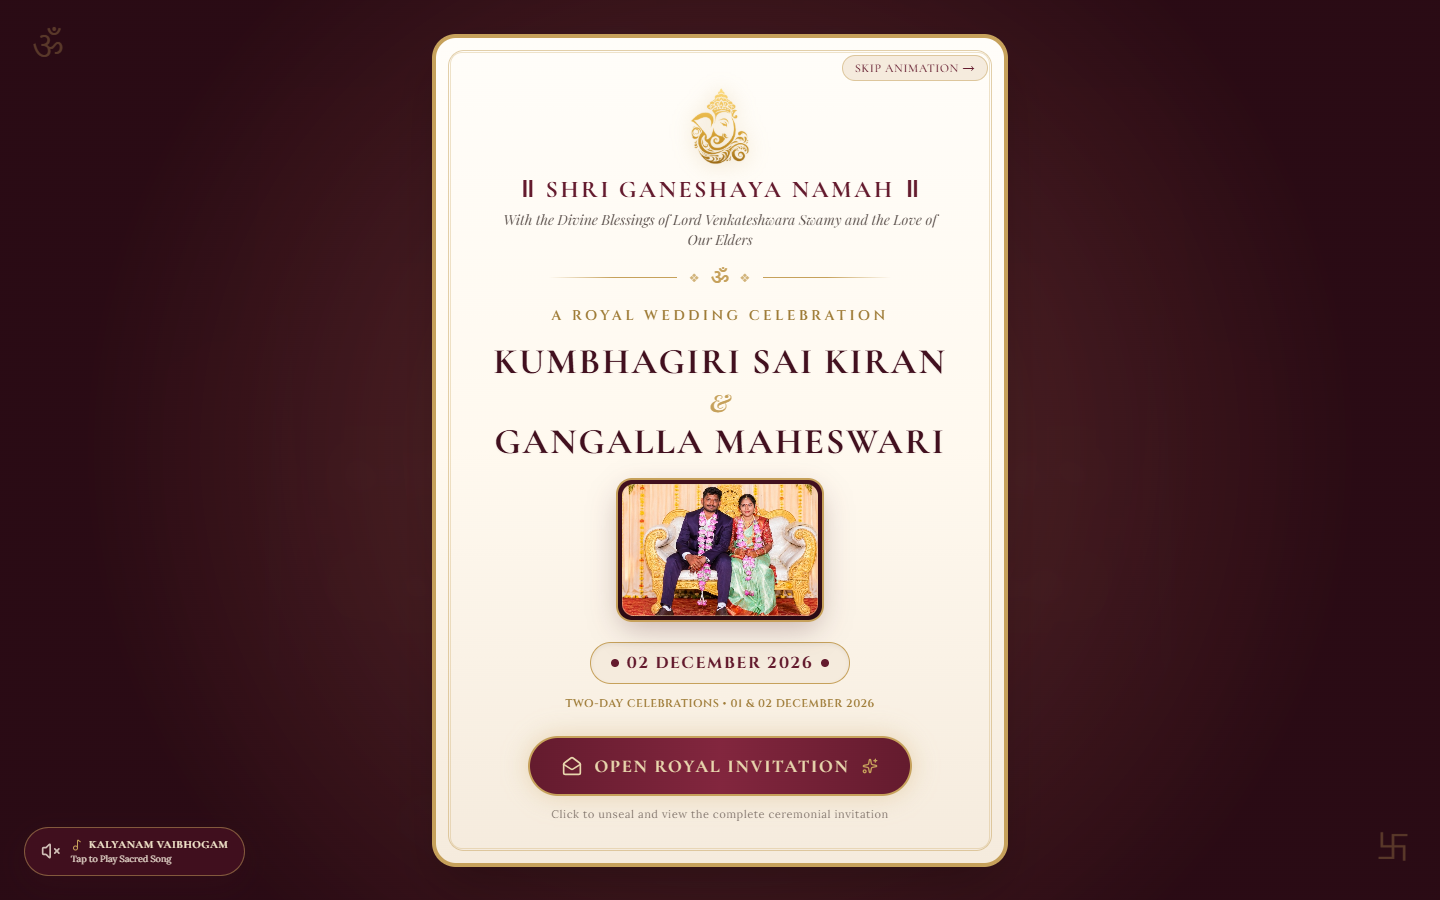 ॐ
SKIP ANIMATION →
॥ SHRI GANESHAYA NAMAH ॥
With the Divine Blessings of Lord Venkateshwara Swamy and the Love of
Our Elders
❖ ॐ ❖
A ROYAL WEDDING CELEBRATION
KUMBHAGIRI SAI KIRAN
&
GANGALLA MAHESWARI
• 02 DECEMBER 2026 •
TWO-DAY CELEBRATIONS • 01 & 02 DECEMBER 2026
OPEN ROYAL INVITATION
Click to unseal and view the complete ceremonial invitation
KALYANAM VAIBHOGAM
Tap to Play Sacred Song
卐